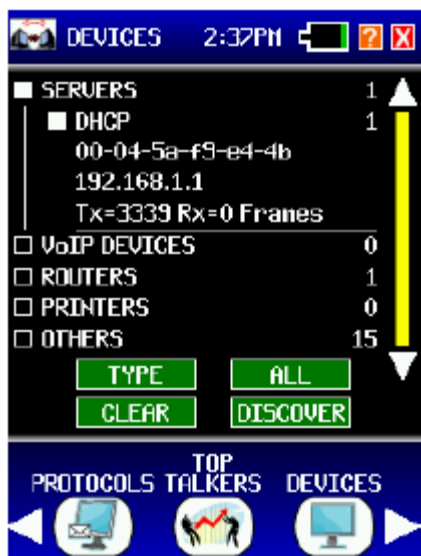 DEVICES 2:37PM ? X
SERVERS 1
DHCP 1
00-04-5a-f9-e4-4b
192.168.1.1
Tx=3339 Rx=0 Frames
VoIP DEVICES 0
ROUTERS 1
PRINTERS 0
OTHERS 15
TYPE ALL
CLEAR DISCOVER
PROTOCOLS TOP TALKERS DEVICES